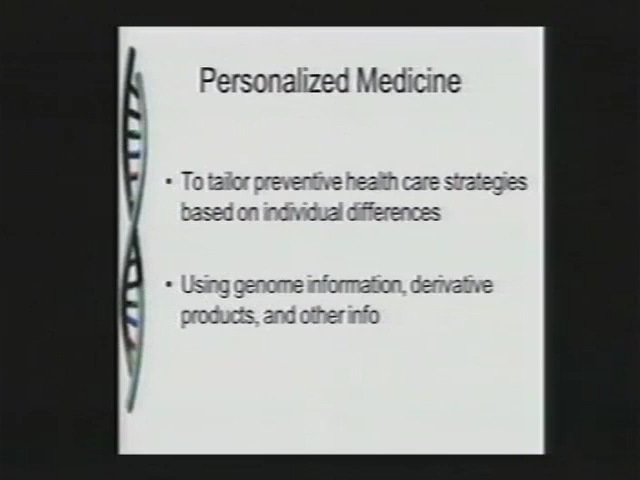 Personalized Medicine
• To tailor preventive health care strategies
based on individual differences
• Using genome information, derivative
products, and other info